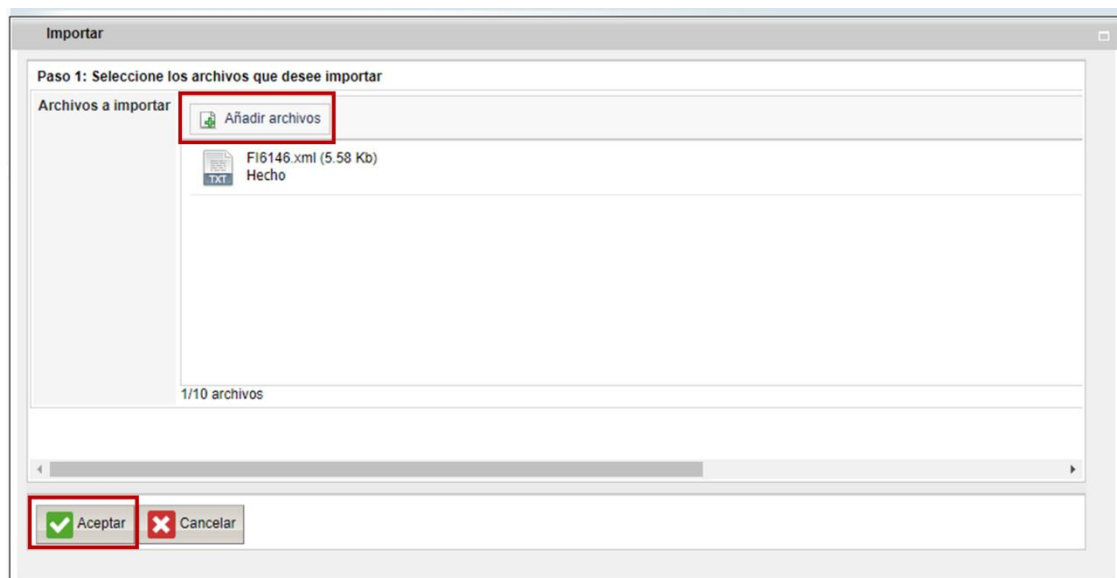 Importar
Paso 1: Seleccione los archivos que desee importar
Archivos a importar
Añadir archivos
FI6146.xml (5.58 Kb)
TXT
Hecho
1/10 archivos
Aceptar
Cancelar